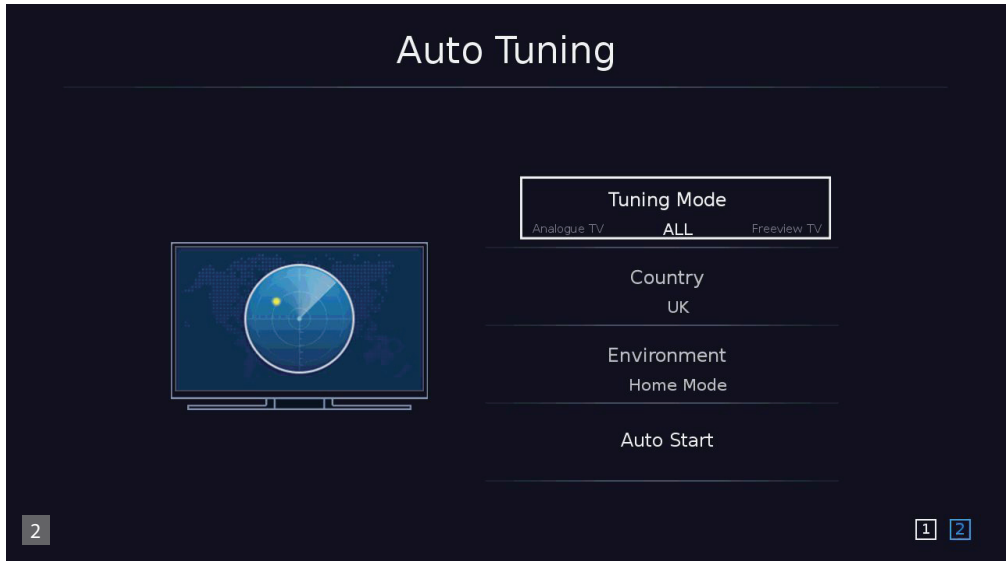 Auto Tuning
Tuning Mode
Analogue TV ALL Freeview TV
Country
UK
Environment
Home Mode
Auto Start
2
1 2